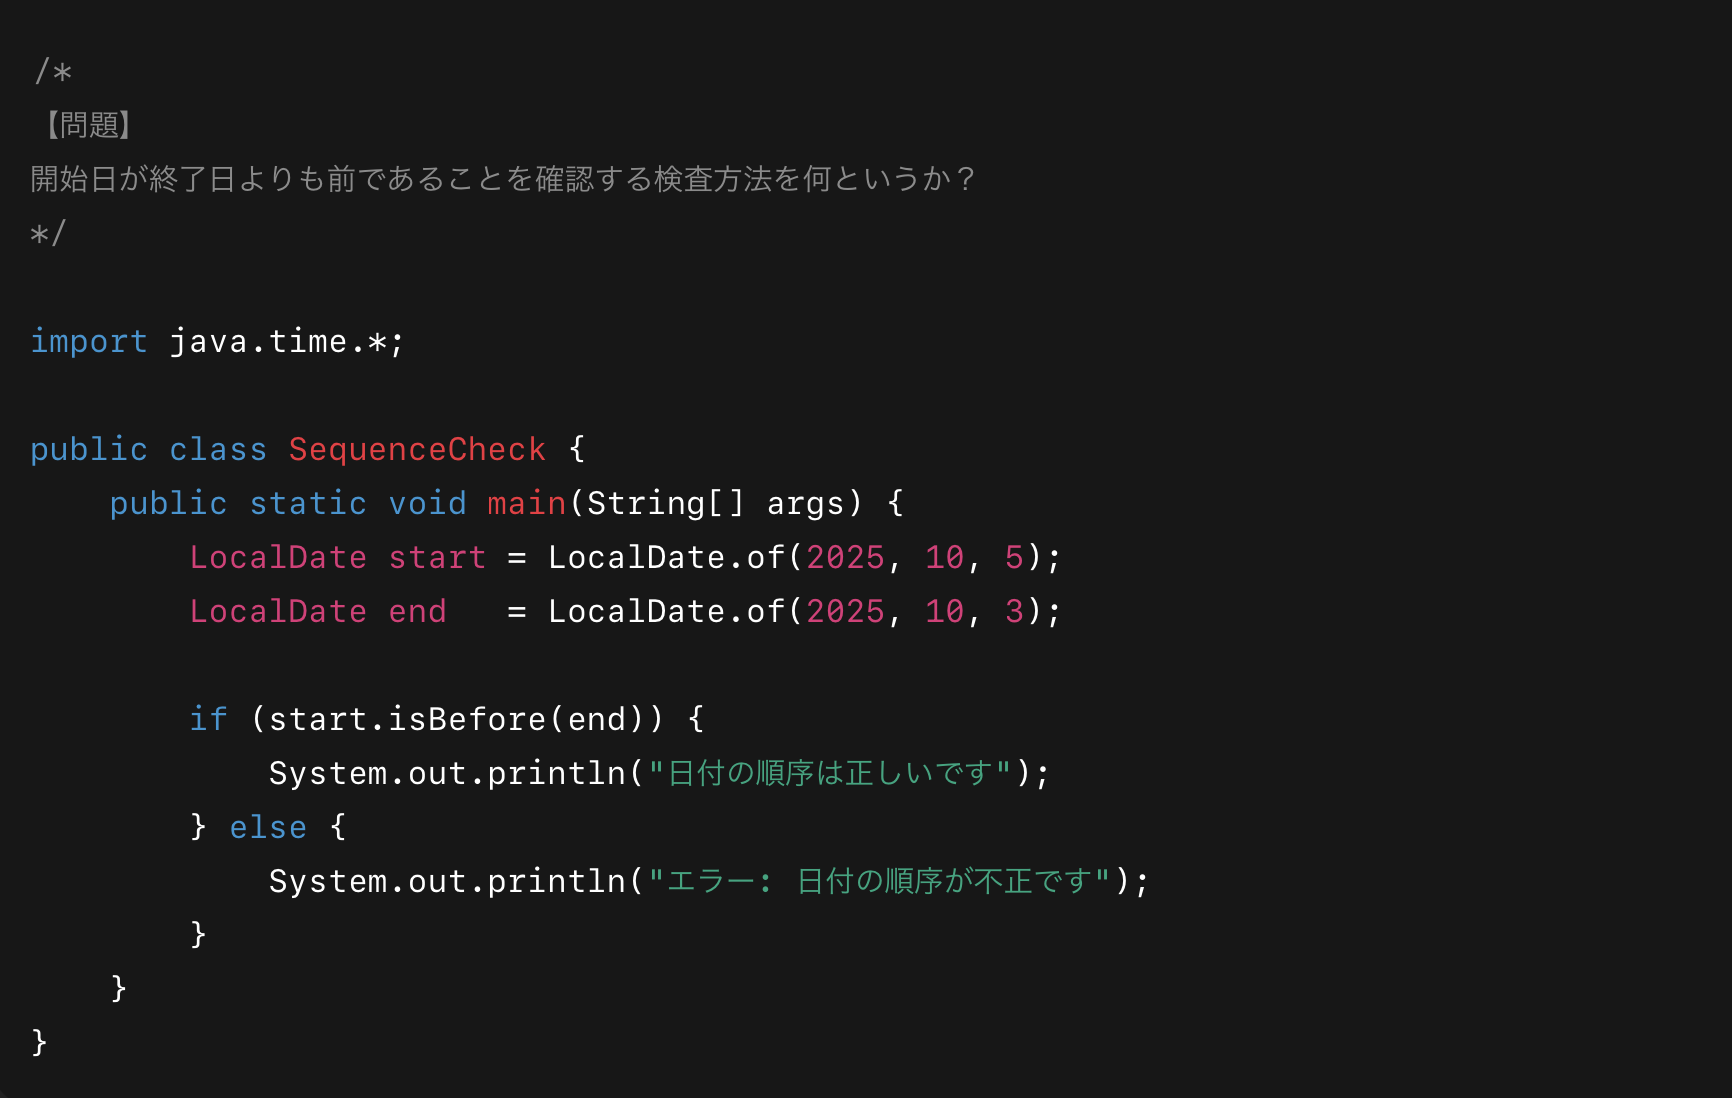 /*
【問題】
開始日が終了日よりも前であることを確認する検査方法を何というか？
*/
import java.time.*;
public class SequenceCheck {
    public static void main(String[] args) {
        LocalDate start = LocalDate.of(2025, 10, 5);
        LocalDate end   = LocalDate.of(2025, 10, 3);
        if (start.isBefore(end)) {
            System.out.println("日付の順序は正しいです");
        } else {
            System.out.println("エラー: 日付の順序が不正です");
        }
    }
}